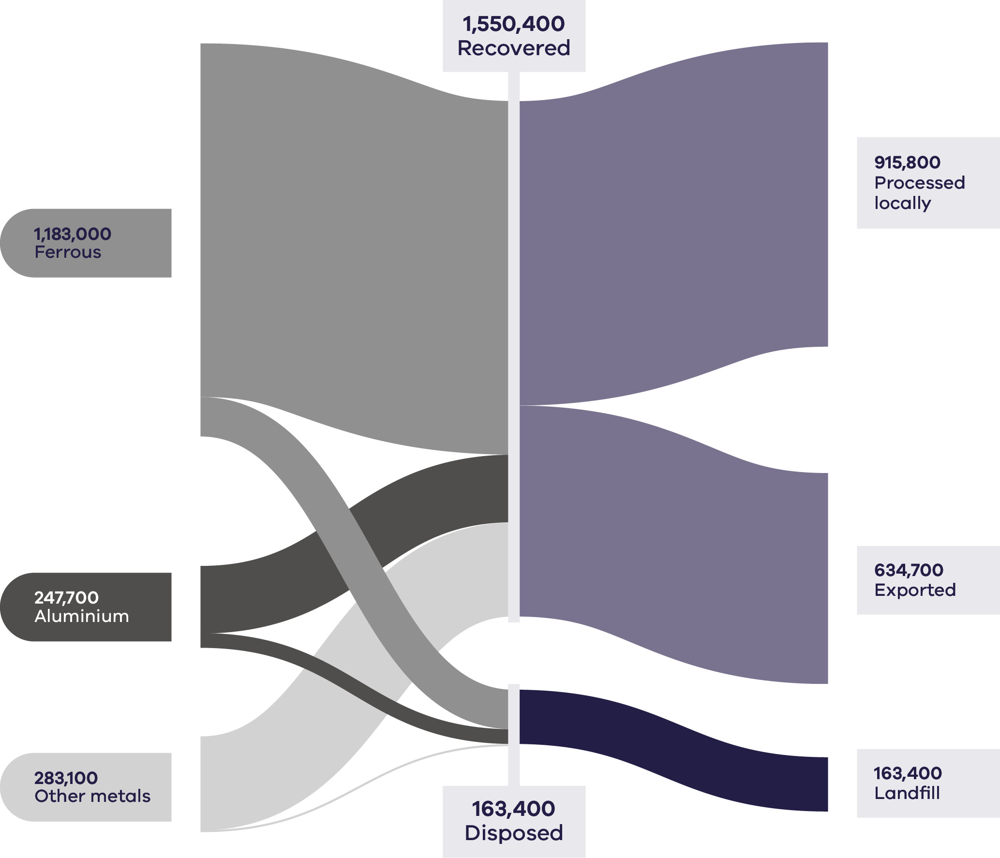 1,550,400
Recovered
1,183,000
Ferrous
247,700
Aluminium
283,100
Other metals
915,800
Processed
locally
634,700
Exported
163,400
Landfill
163,400
Disposed